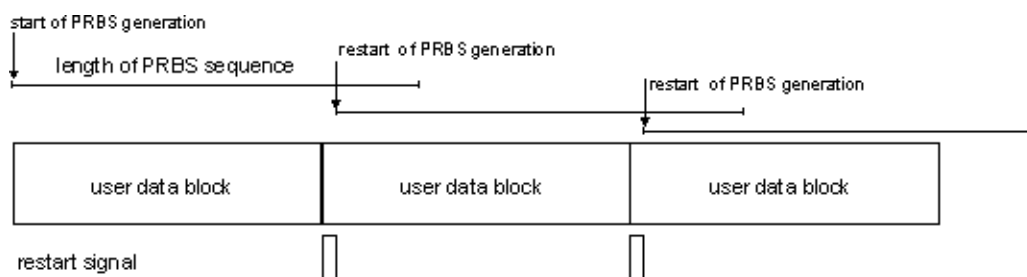 start of PRBS generation
restart of PRBS generation
length of PRBS sequence
restart of PRBS generation
user data block
user data block
user data block
restart signal